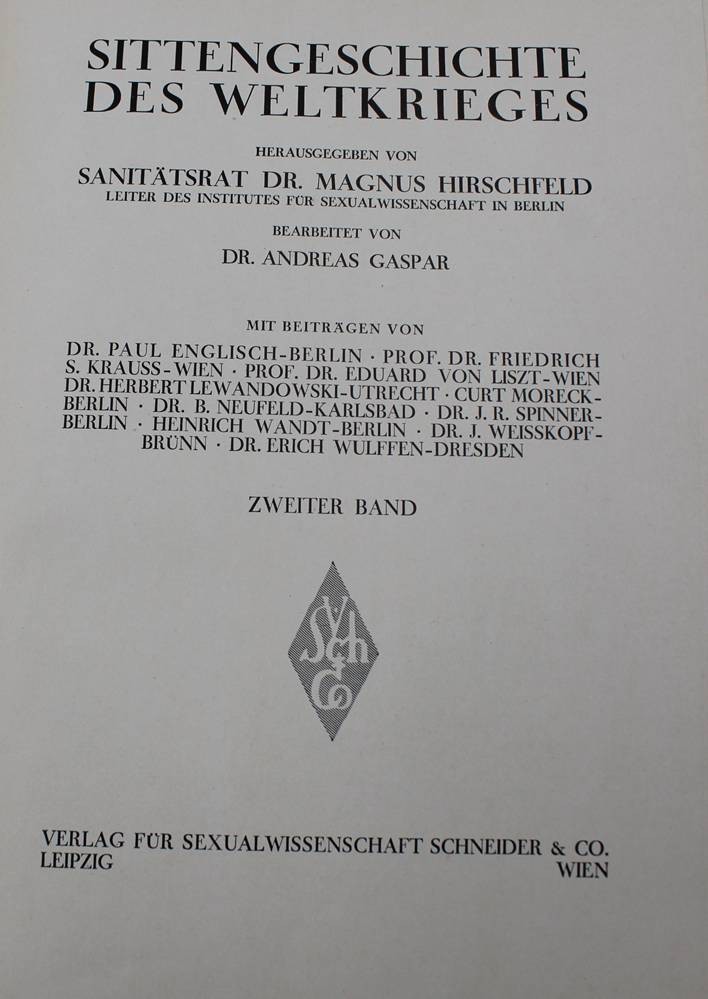 SITTENGESCHICHTE
DES WELTKRIEGES
HERAUSGEGEBEN VON
SANITÄTSRAT DR. MAGNUS HIRSCHFELD
LEITER DES INSTITUTES FÜR SEXUALWISSENSCHAFT IN BERLIN
BEARBEITET VON
DR. ANDREAS GASPAR
MIT BEITRÄGEN VON
DR. PAUL ENGLISCH-BERLIN · PROF. DR. FRIEDRICH
S. KRAUSS-WIEN · PROF. DR. EDUARD VON LISZT-WIEN
DR. HERBERT LEWANDOWSKI-UTRECHT · CURT MORECK-
BERLIN · DR. B. NEUFELD-KARLSBAD · DR. J. R. SPINNER-
BERLIN · HEINRICH WANDT-BERLIN · DR. J. WEISSKOPF-
BRÜNN · DR. ERICH WULFFEN-DRESDEN
ZWEITER BAND
V
Sch
&
Co
VERLAG FÜR SEXUALWISSENSCHAFT SCHNEIDER & CO.
LEIPZIG WIEN